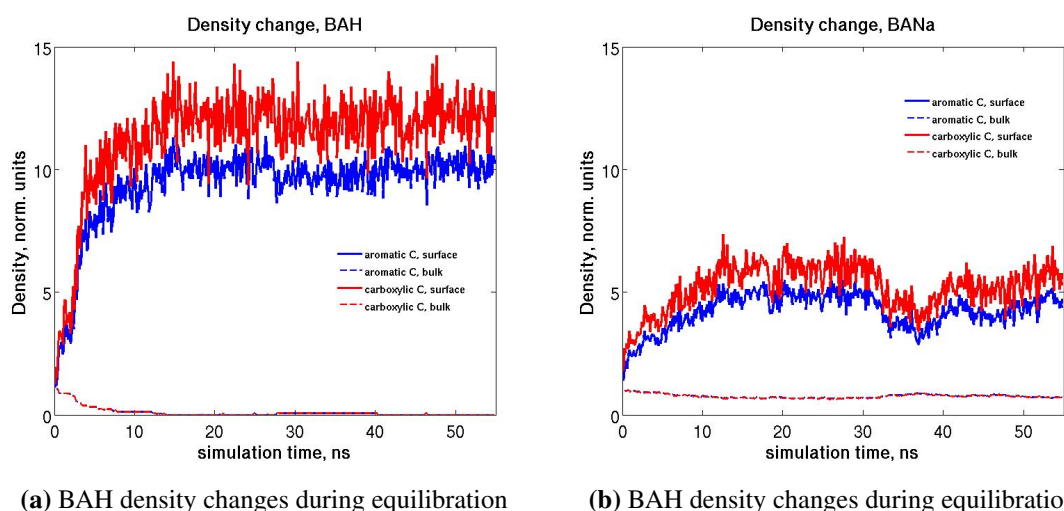 Density change, BAH
Density, norm. units
15
10
5
0
aromatic C, surface
aromatic C, bulk
carboxylic C, surface
carboxylic C, bulk
0 10 20 30 40 50
simulation time, ns
(a) BAH density changes during equilibration
Density change, BANa
Density, norm. units
15
10
5
0
aromatic C, surface
aromatic C, bulk
carboxylic C, surface
carboxylic C, bulk
0 10 20 30 40 50
simulation time, ns
(b) BAH density changes during equilibratio